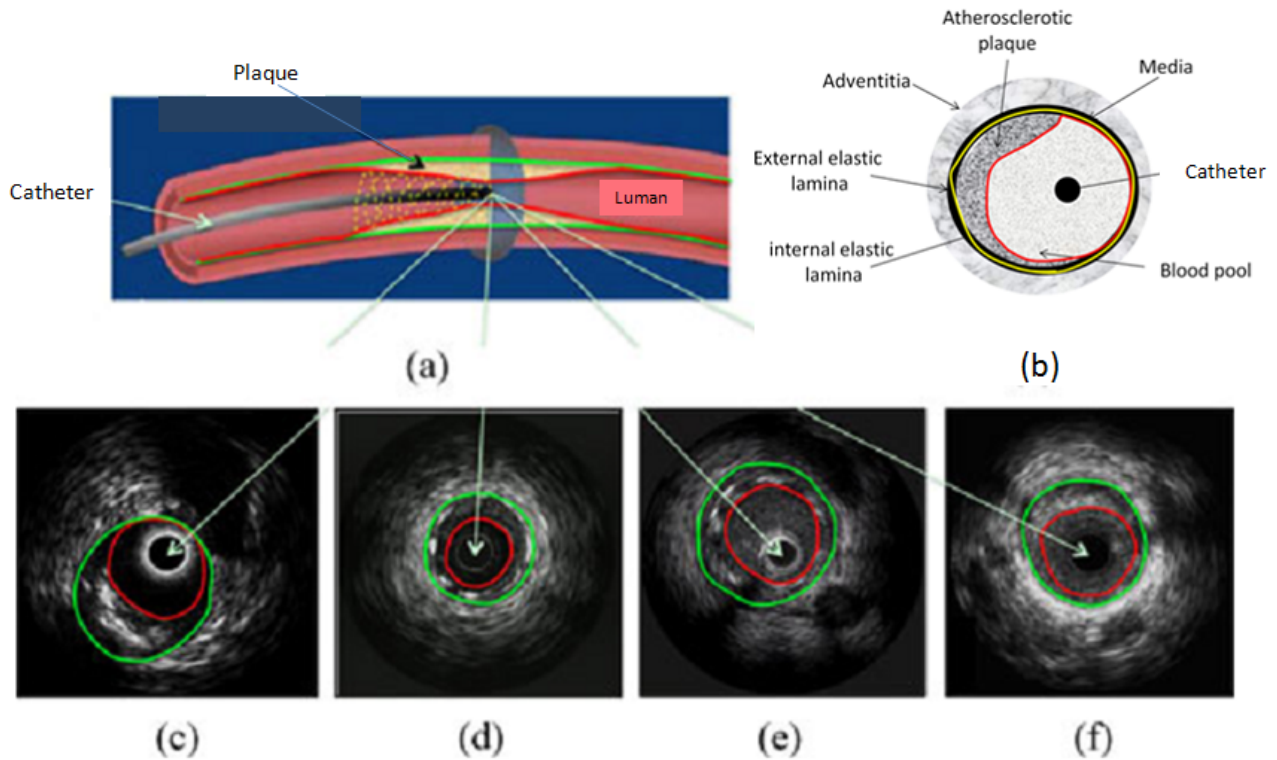 Plaque
Catheter
Luman
(a)
Atherosclerotic
plaque
Adventitia
Media
External elastic
lamina
Catheter
internal elastic
lamina
Blood pool
(b)
(c)
(d)
(e)
(f)